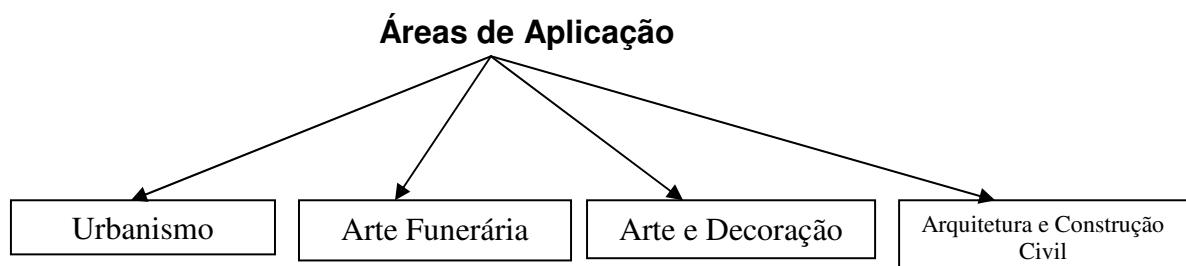 Áreas de Aplicação
Urbanismo
Arte Funerária
Arte e Decoração
Arquitetura e Construção
Civil